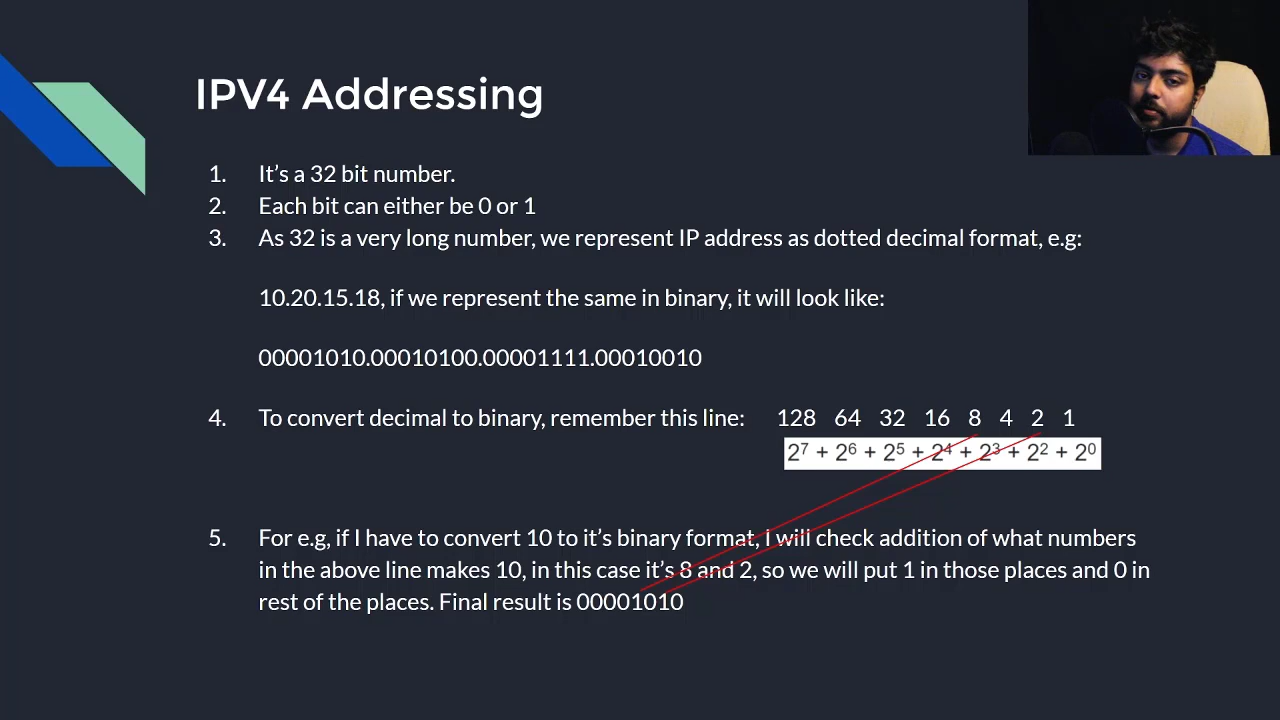 IPV4 Addressing
1. It's a 32 bit number.
2. Each bit can either be 0 or 1
3. As 32 is a very long number, we represent IP address as dotted decimal format, e.g:
10.20.15.18, if we represent the same in binary, it will look like:
00001010.00010100.00001111.00010010
4. To convert decimal to binary, remember this line: 128 64 32 16 8 4 2 1
2⁷ + 2⁶ + 2⁵ + 2⁴ + 2³ + 2² + 2⁰
5. For e.g, if I have to convert 10 to it's binary format, I will check addition of what numbers
in the above line makes 10, in this case it's 8 and 2, so we will put 1 in those places and 0 in
rest of the places. Final result is 00001010